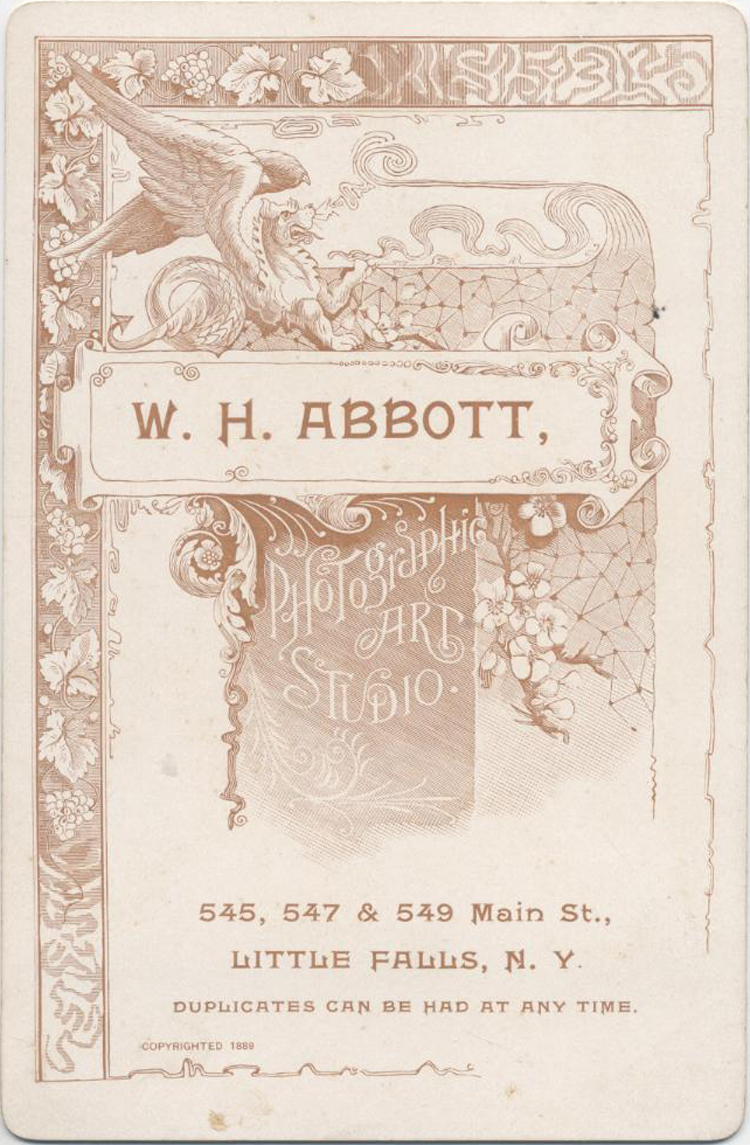 W. H. ABBOTT,
PHOTOGRAPHIC
ART
STUDIO.
545, 547 & 549 Main St.,
LITTLE FALLS, N. Y.
DUPLICATES CAN BE HAD AT ANY TIME.
COPYRIGHTED 1889